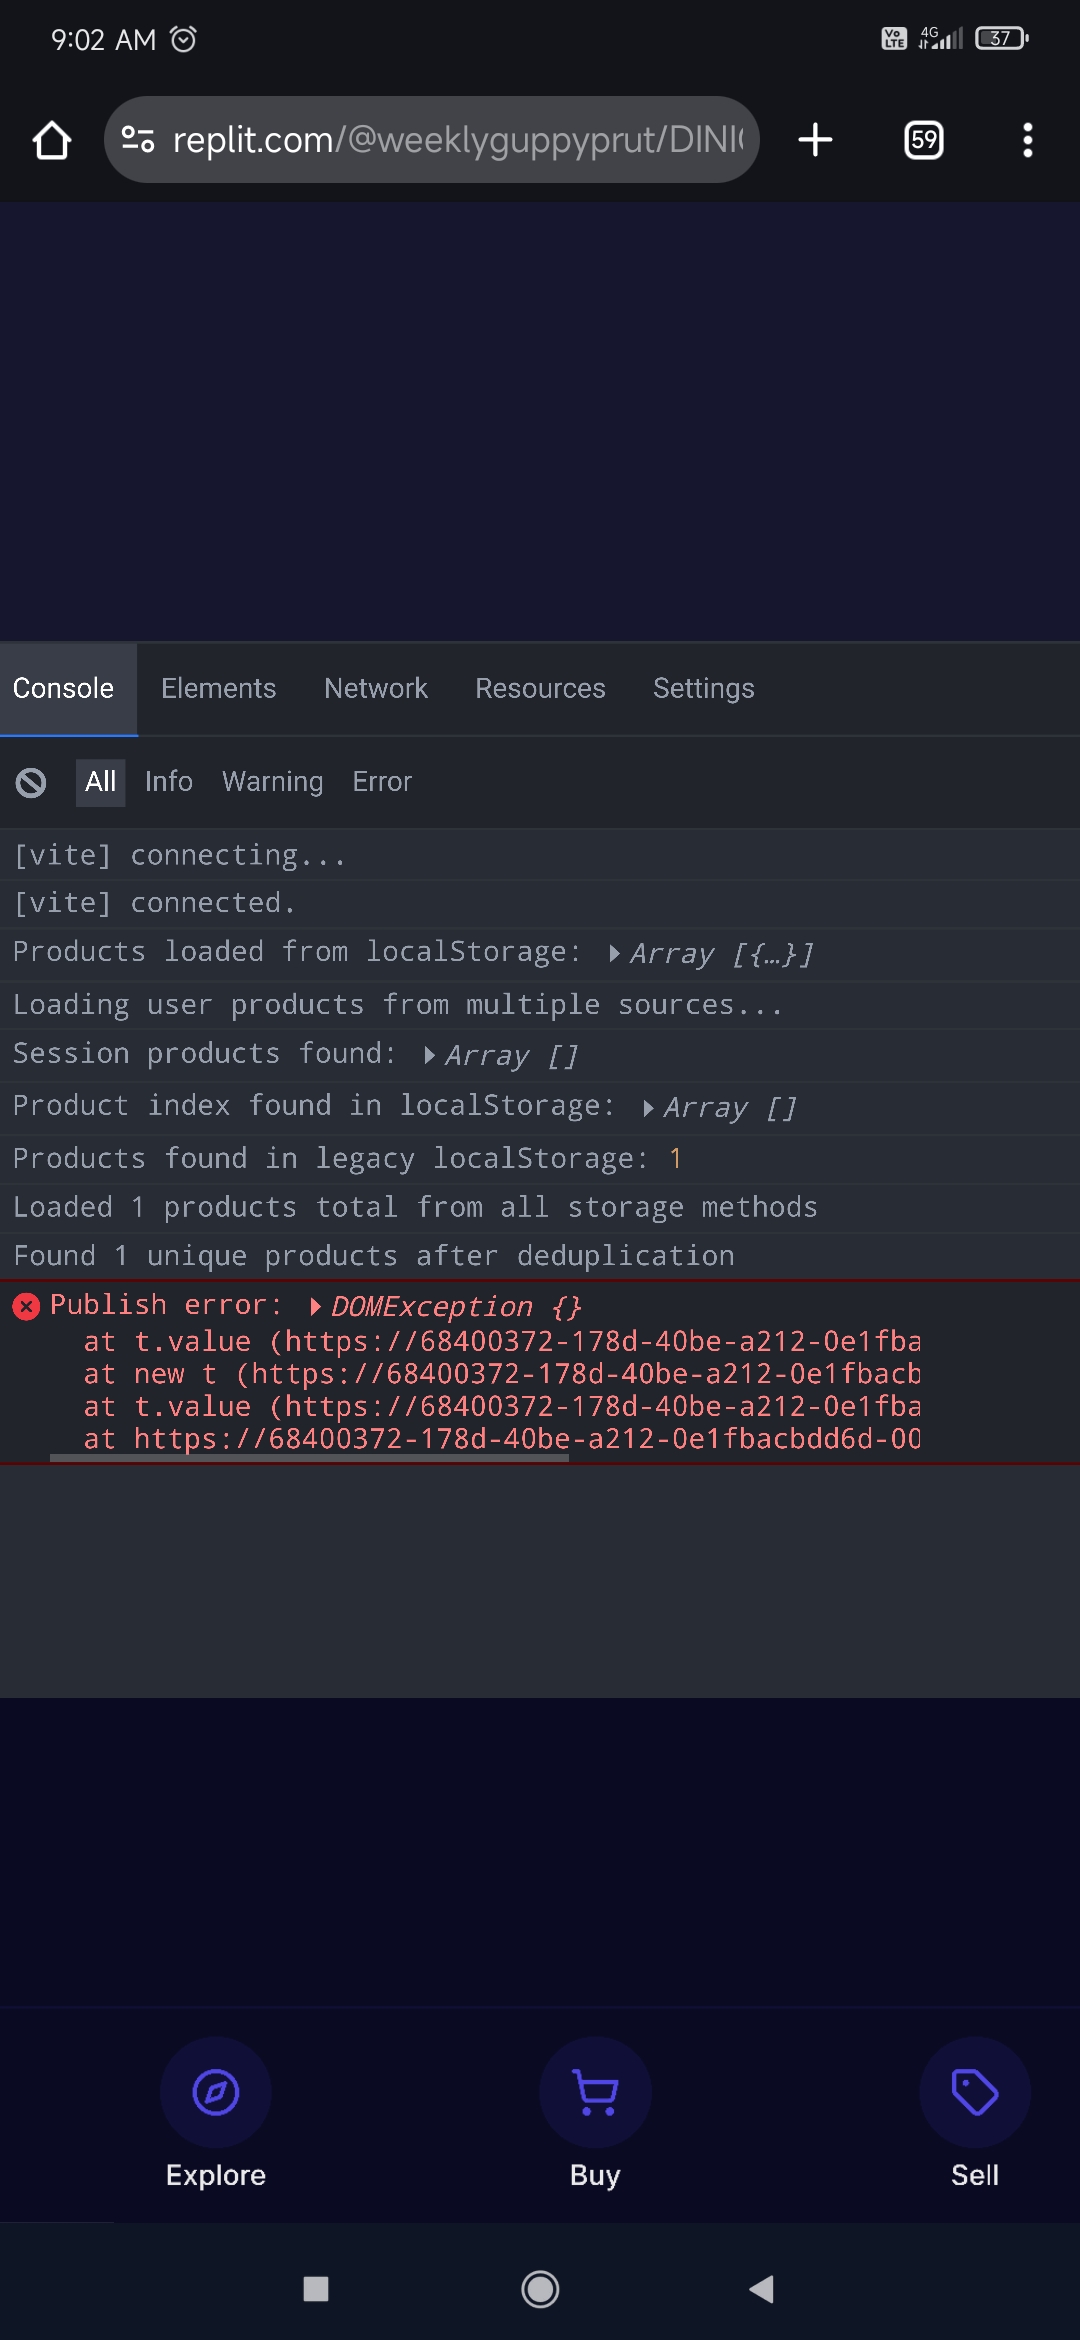 9:02 AM
Vo LTE 4G 37
replit.com/@weeklyguppyprut/DINI
59
Console Elements Network Resources Settings
All Info Warning Error
[vite] connecting...
[vite] connected.
Products loaded from localStorage: Array [{…}]
Loading user products from multiple sources...
Session products found: Array []
Product index found in localStorage: Array []
Products found in legacy localStorage: 1
Loaded 1 products total from all storage methods
Found 1 unique products after deduplication
Publish error: DOMException {}
at t.value (https://68400372-178d-40be-a212-0e1fba
at new t (https://68400372-178d-40be-a212-0e1fbacb
at t.value (https://68400372-178d-40be-a212-0e1fba
at https://68400372-178d-40be-a212-0e1fbacbdd6d-00
Explore Buy Sell